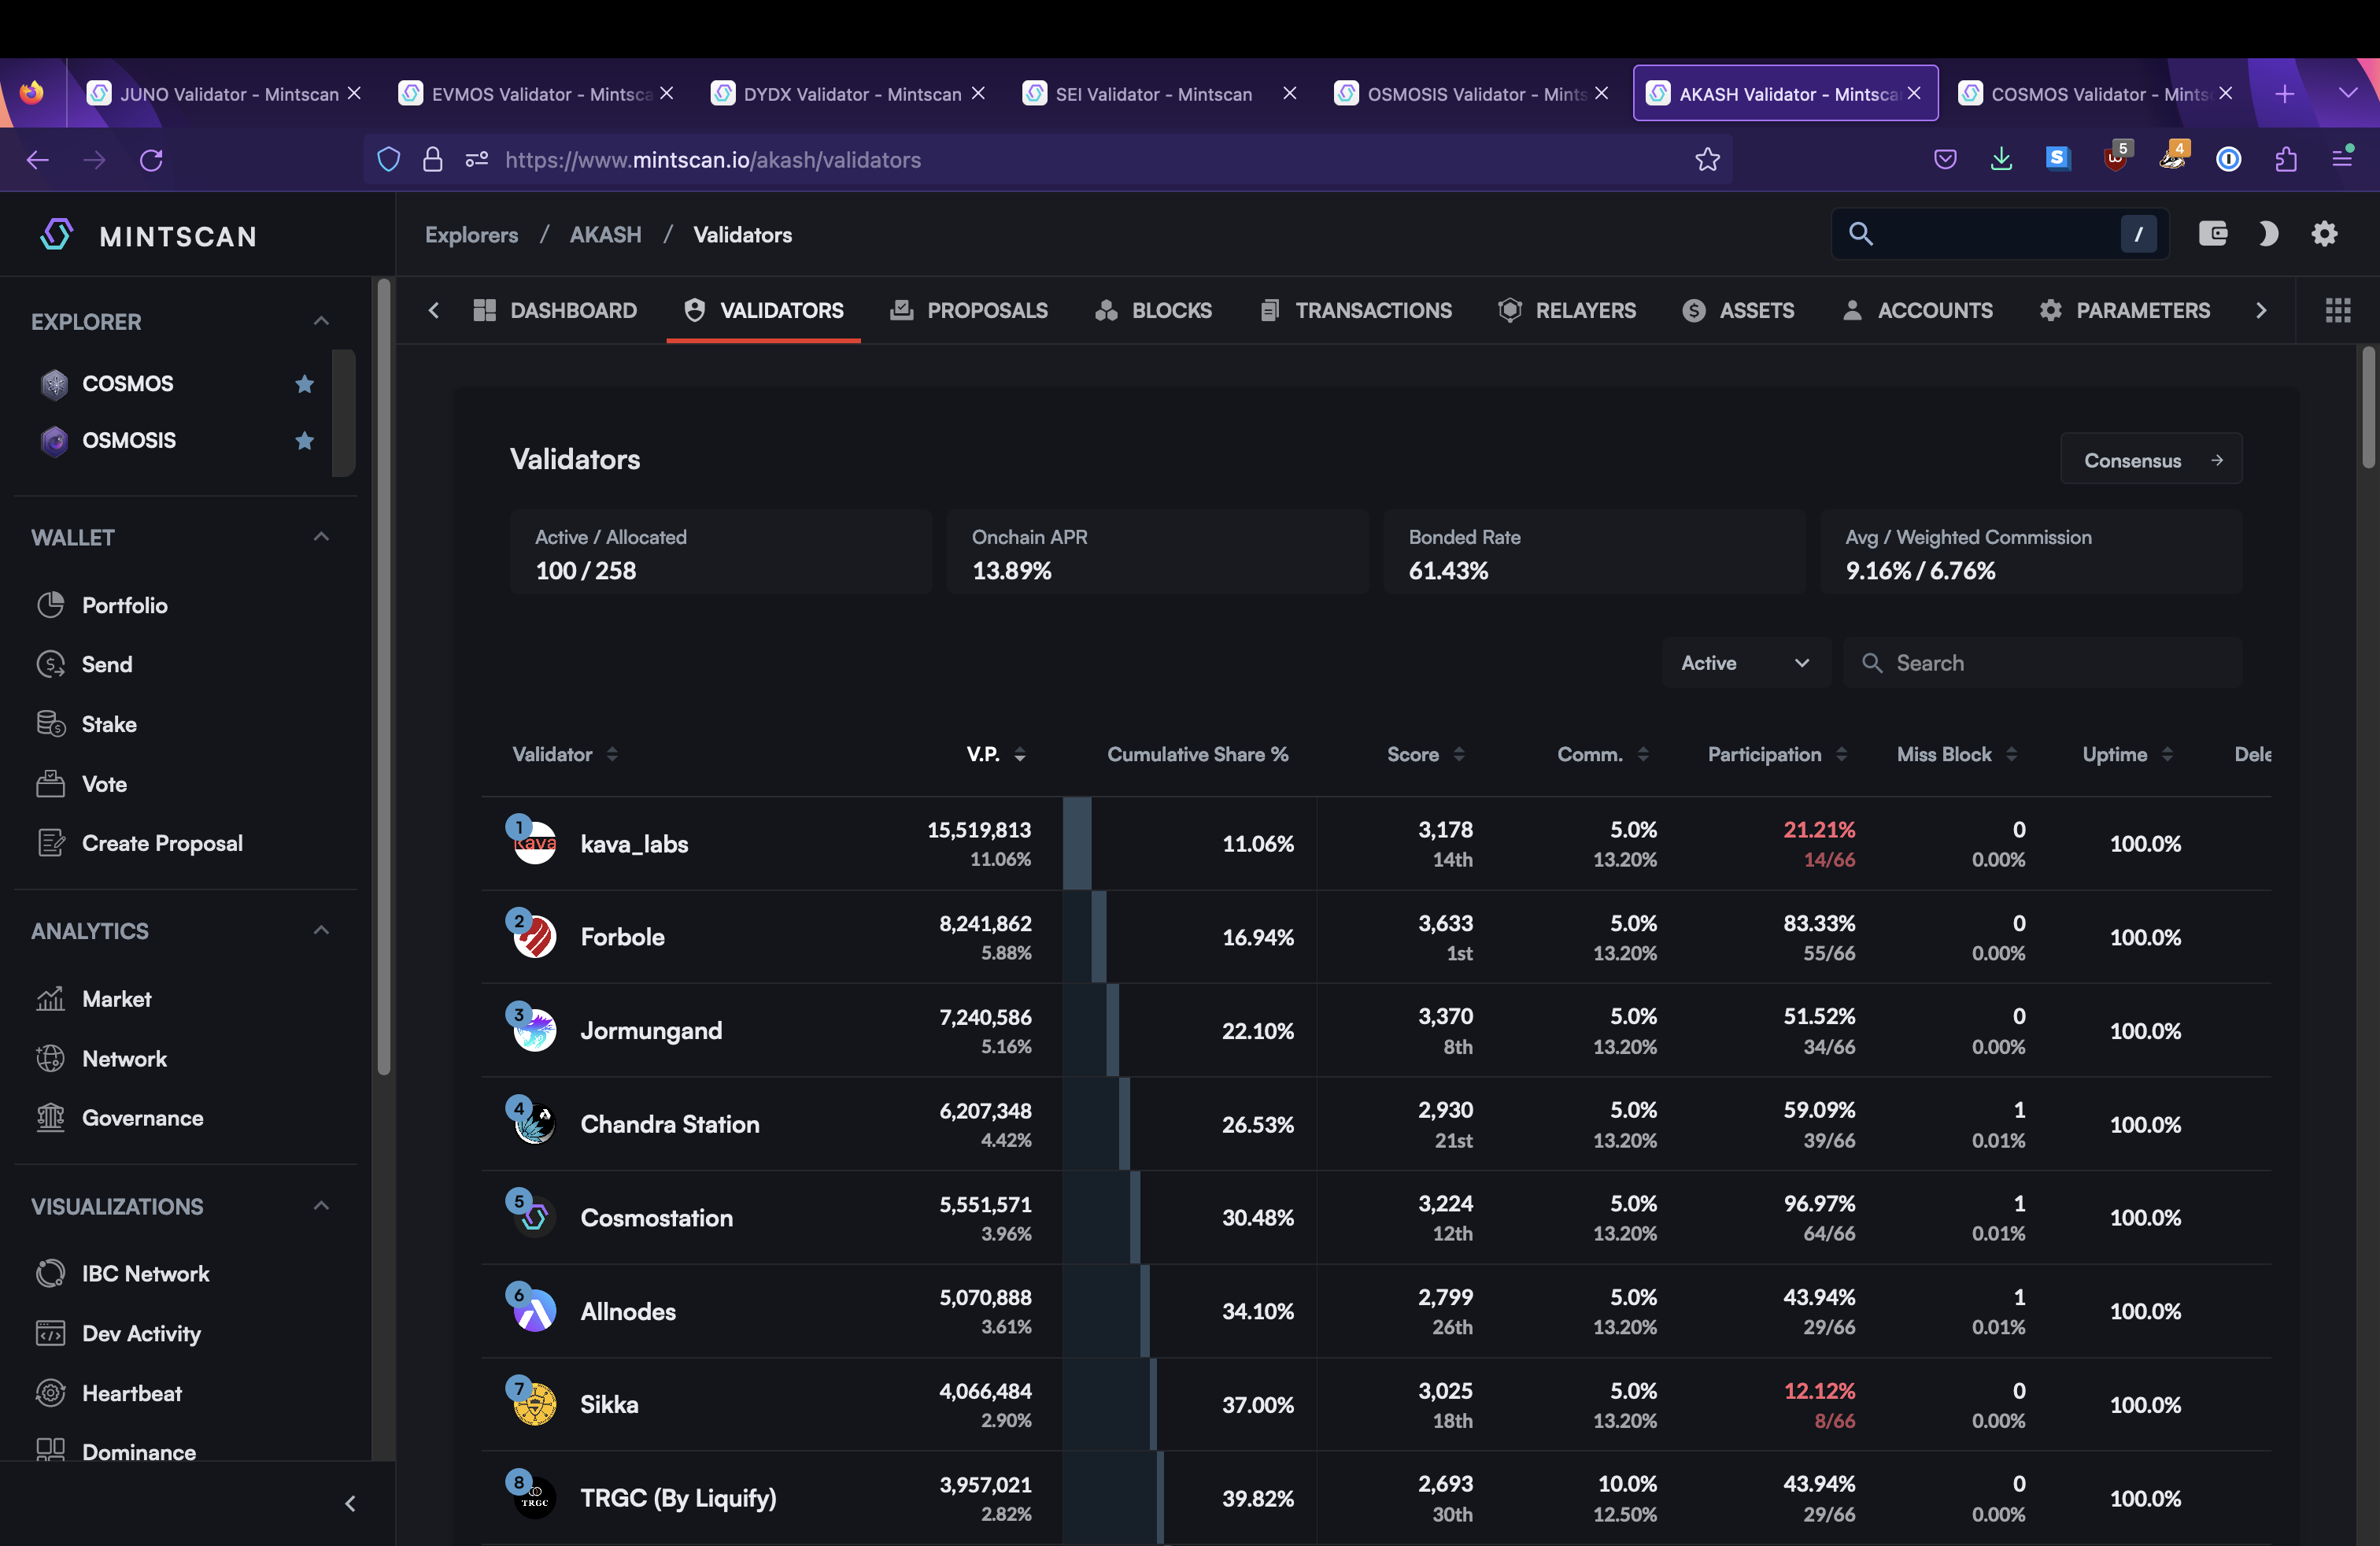 JUNO Validator - Mintscan
EVMOS Validator - Mintsca
DYDX Validator - Mintscan
SEI Validator - Mintscan
OSMOSIS Validator - Mints
AKASH Validator - Mintsca
COSMOS Validator - Mints
https://www.mintscan.io/akash/validators
S
5
4
MINTSCAN
Explorers / AKASH / Validators
/
EXPLORER
COSMOS
OSMOSIS
WALLET
Portfolio
Send
Stake
Vote
Create Proposal
ANALYTICS
Market
Network
Governance
VISUALIZATIONS
IBC Network
Dev Activity
Heartbeat
Dominance
DASHBOARD
VALIDATORS
PROPOSALS
BLOCKS
TRANSACTIONS
RELAYERS
ASSETS
ACCOUNTS
PARAMETERS
Validators
Consensus
Active / Allocated
100 / 258
Onchain APR
13.89%
Bonded Rate
61.43%
Avg / Weighted Commission
9.16% / 6.76%
Active
Search
Validator V.P. Cumulative Share % Score Comm. Participation Miss Block Uptime Dele
1 kava kava_labs 15,519,813 11.06% 3,178 5.0% 21.21% 0 100.0%
11.06% 14th 13.20% 14/66 0.00%
2 Forbole 8,241,862 16.94% 3,633 5.0% 83.33% 0 100.0%
5.88% 1st 13.20% 55/66 0.00%
3 Jormungand 7,240,586 22.10% 3,370 5.0% 51.52% 0 100.0%
5.16% 8th 13.20% 34/66 0.00%
4 Chandra Station 6,207,348 26.53% 2,930 5.0% 59.09% 1 100.0%
4.42% 21st 13.20% 39/66 0.01%
5 Cosmostation 5,551,571 30.48% 3,224 5.0% 96.97% 1 100.0%
3.96% 12th 13.20% 64/66 0.01%
6 Allnodes 5,070,888 34.10% 2,799 5.0% 43.94% 1 100.0%
3.61% 26th 13.20% 29/66 0.01%
7 Sikka 4,066,484 37.00% 3,025 5.0% 12.12% 0 100.0%
2.90% 18th 13.20% 8/66 0.00%
8 TRGC TRGC (By Liquify) 3,957,021 39.82% 2,693 10.0% 43.94% 0 100.0%
2.82% 30th 12.50% 29/66 0.00%